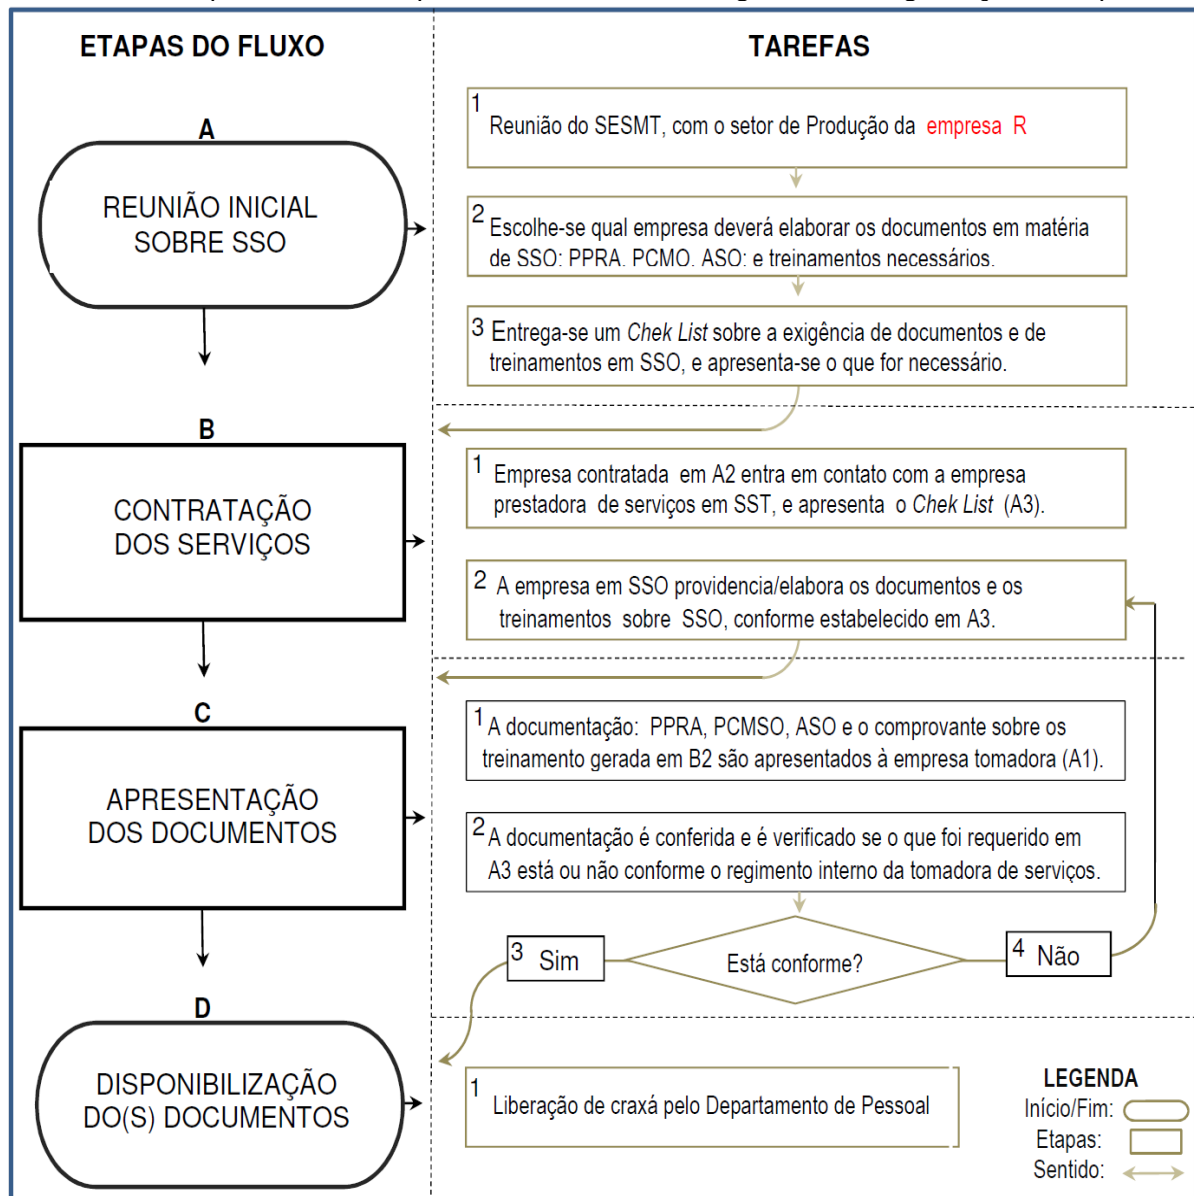 ETAPAS DO FLUXO
TAREFAS
A
REUNIÃO INICIAL
SOBRE SSO
1
Reunião do SESMT, com o setor de Produção da empresa R
2
Escolhe-se qual empresa deverá elaborar os documentos em matéria
de SSO: PPRA, PCMO, ASO; e treinamentos necessários.
3
Entrega-se um Chek List sobre a exigência de documentos e de
treinamentos em SSO, e apresenta-se o que for necessário.
B
CONTRATAÇÃO
DOS SERVIÇOS
1
Empresa contratada em A2 entra em contato com a empresa
prestadora de serviços em SST, e apresenta o Chek List (A3).
2
A empresa em SSO providencia/elabora os documentos e os
treinamentos sobre SSO, conforme estabelecido em A3.
C
APRESENTAÇÃO
DOS DOCUMENTOS
1
A documentação: PPRA, PCMSO, ASO e o comprovante sobre os
treinamento gerada em B2 são apresentados à empresa tomadora (A1).
2
A documentação é conferida e é verificado se o que foi requerido em
A3 está ou não conforme o regimento interno da tomadora de serviços.
3
Sim
Está conforme?
4
Não
D
DISPONIBILIZAÇÃO
DO(S) DOCUMENTOS
1
Liberação de craxá pelo Departamento de Pessoal
LEGENDA
Início/Fim:
Etapas:
Sentido: